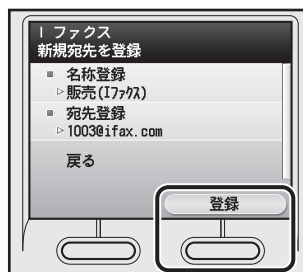 I ファクス
新規宛先を登録
■ 名称登録
▷販売(Iファクス)
■ 宛先登録
▷1003@ifax.com
戻る
登録